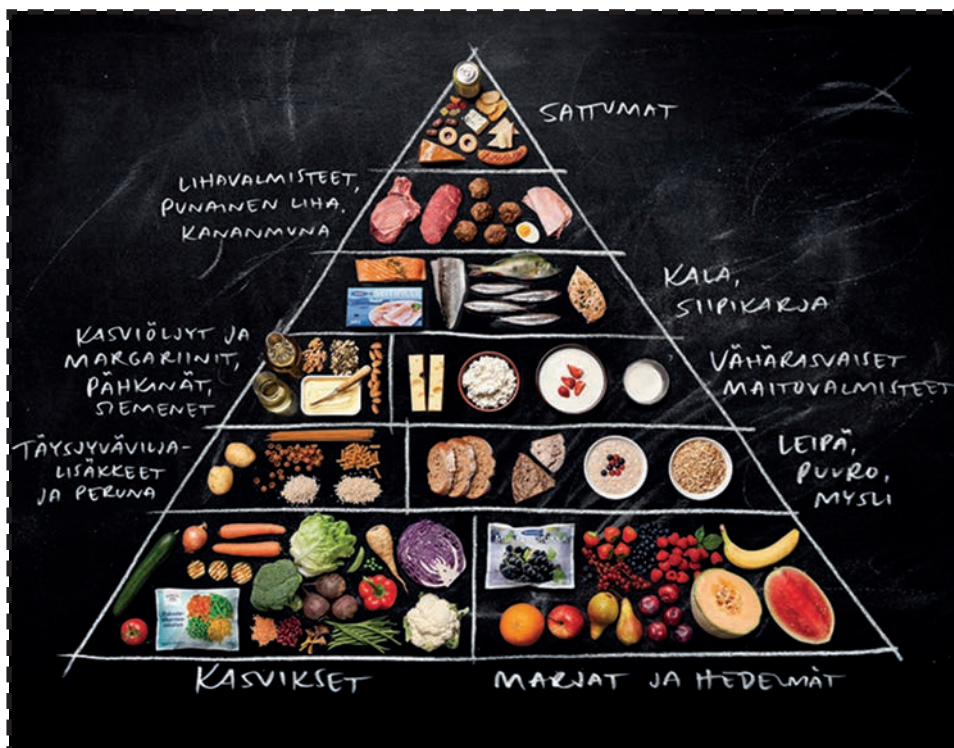 SATTUMAT
LIHAVALMISTEET,
PUNAINEN LIHA,
KANANMUNA
KALA,
SIIPIKARJA
KASVIÖLJYT JA
MARGARIINIT,
PÄHKINÄT,
SIEMENET
VÄHÄRASVAISET
MAITOVALMISTEET
TÄYSJYVÄVILJA-
LISÄKKEET
JA PERUNA
LEIPÄ,
PUURO,
MYSLI
KASVIKSET
MARJAT JA HEDELMÄT